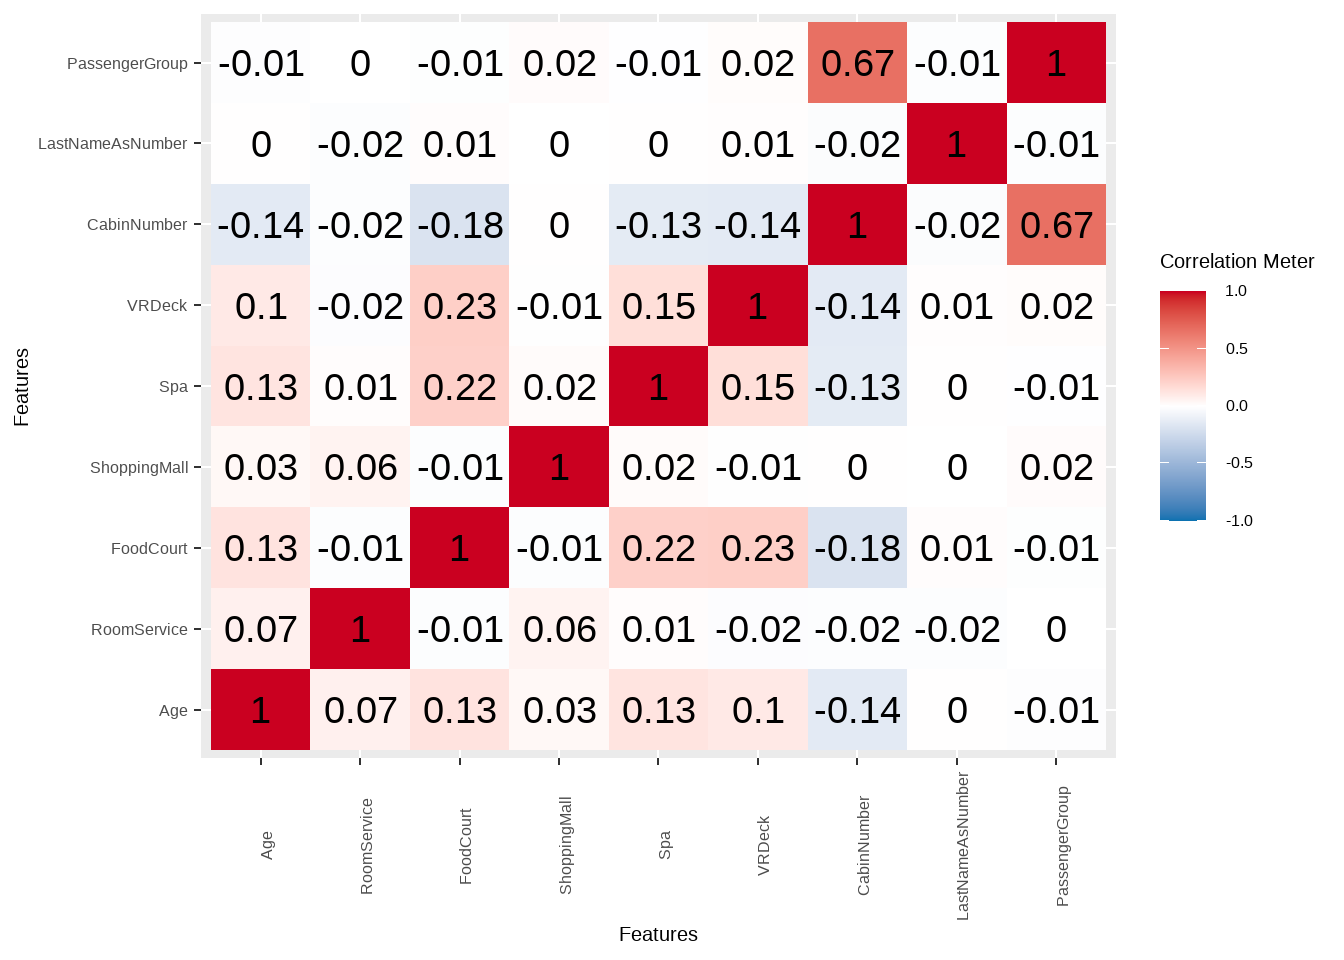 PassengerGroup -0.01 0 -0.01 0.02 -0.01 0.02 0.67 -0.01 1
LastNameAsNumber 0 -0.02 0.01 0 0 0.01 -0.02 1 -0.01
CabinNumber -0.14 -0.02 -0.18 0 -0.13 -0.14 1 -0.02 0.67
VRDeck 0.1 -0.02 0.23 -0.01 0.15 1 -0.14 0.01 0.02
Spa 0.13 0.01 0.22 0.02 1 0.15 -0.13 0 -0.01
ShoppingMall 0.03 0.06 -0.01 1 0.02 -0.01 0 0 0.02
FoodCourt 0.13 -0.01 1 -0.01 0.22 0.23 -0.18 0.01 -0.01
RoomService 0.07 1 -0.01 0.06 0.01 -0.02 -0.02 -0.02 0
Age 1 0.07 0.13 0.03 0.13 0.1 -0.14 0 -0.01
Features
Age
RoomService
FoodCourt
ShoppingMall
Spa
VRDeck
CabinNumber
LastNameAsNumber
PassengerGroup
Features
Correlation Meter
1.0
0.5
0.0
-0.5
-1.0